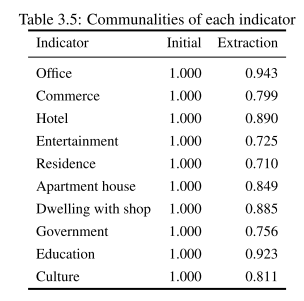 Table 3.5: Communalities of each indicator
Indicator Initial Extraction
Office 1.000 0.943
Commerce 1.000 0.799
Hotel 1.000 0.890
Entertainment 1.000 0.725
Residence 1.000 0.710
Apartment house 1.000 0.849
Dwelling with shop 1.000 0.885
Government 1.000 0.756
Education 1.000 0.923
Culture 1.000 0.811